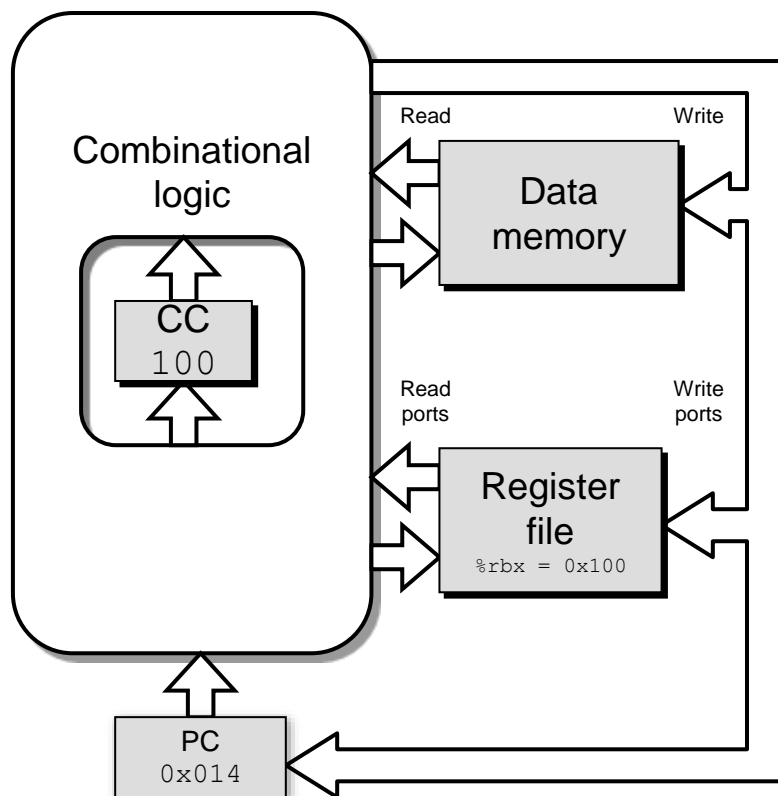 Combinational
logic
CC
100
Read
Write
Data
memory
Read
ports
Write
ports
Register
file
%rbx = 0x100
PC
0x014